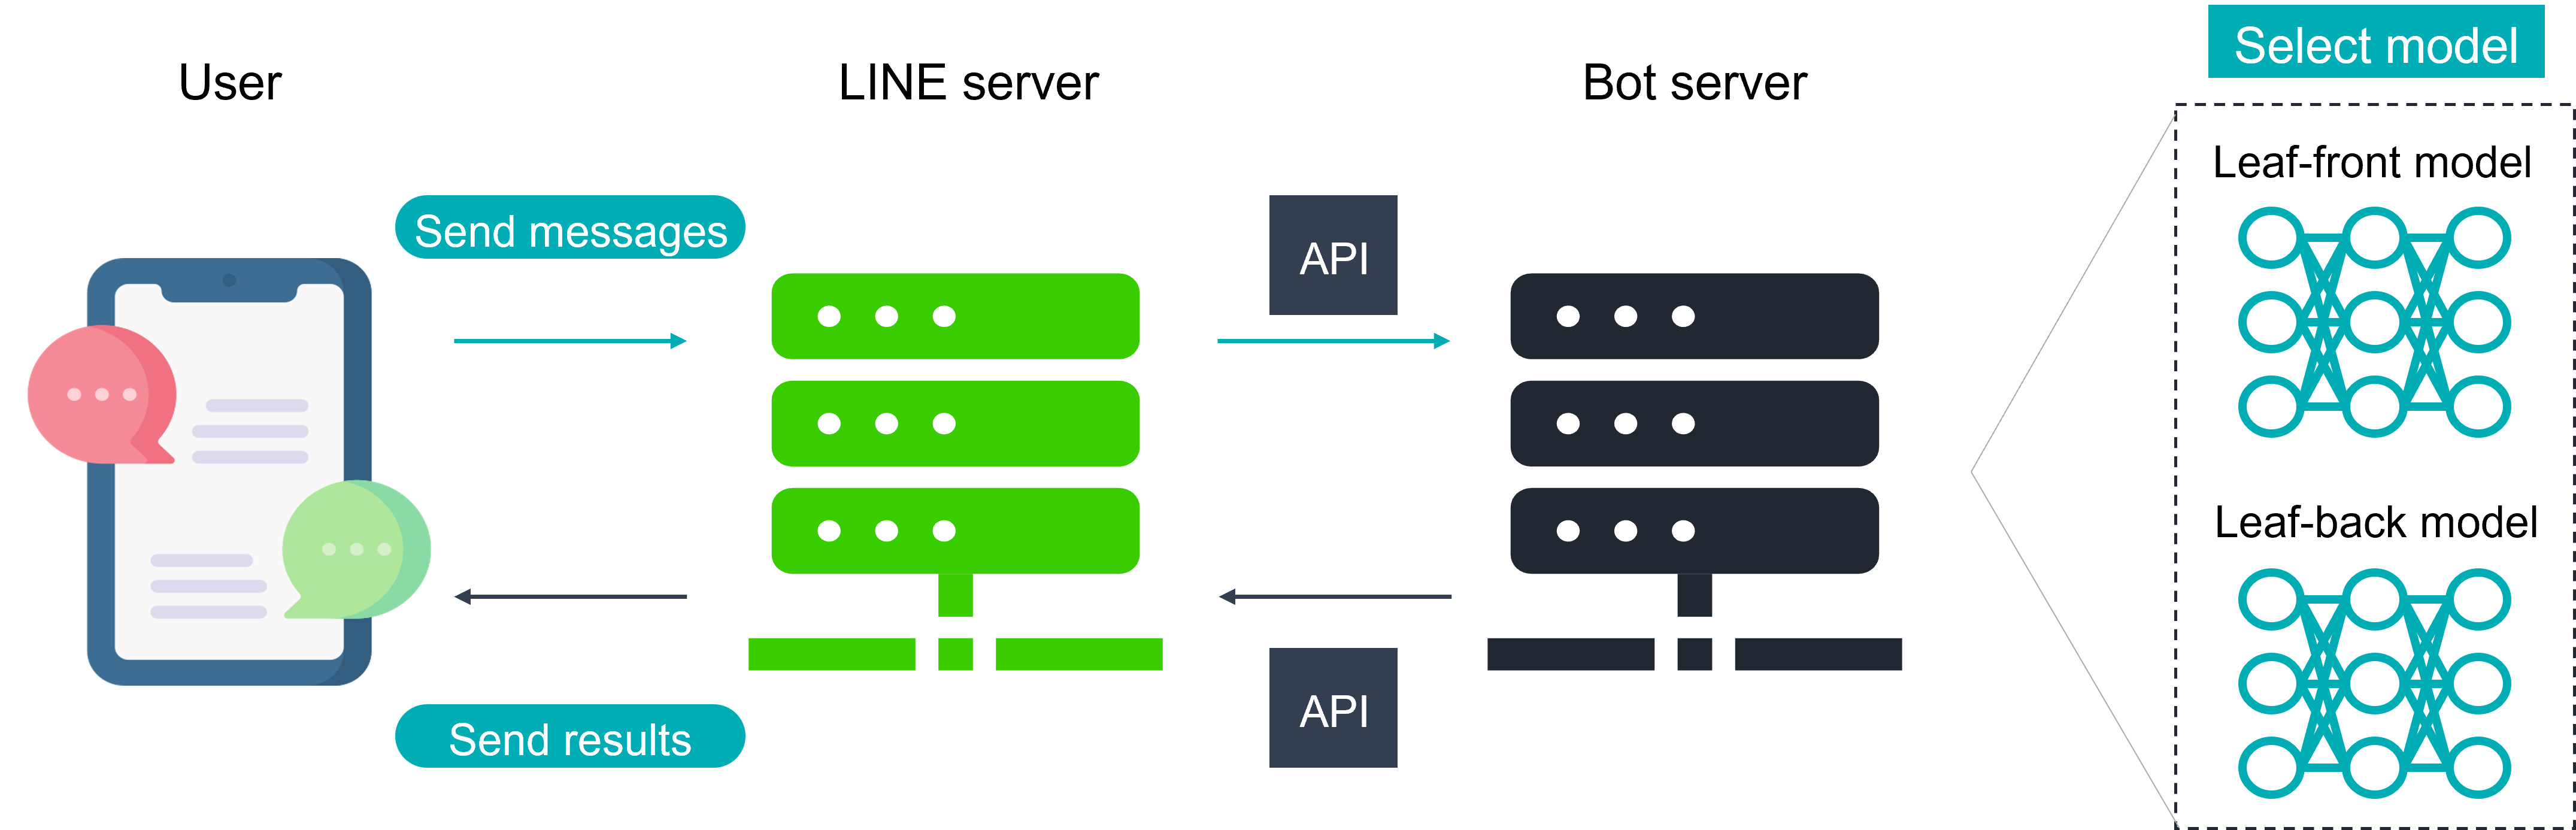 User
LINE server
Bot server
Select model
Send messages
API
Leaf-front model
Leaf-back model
Send results
API